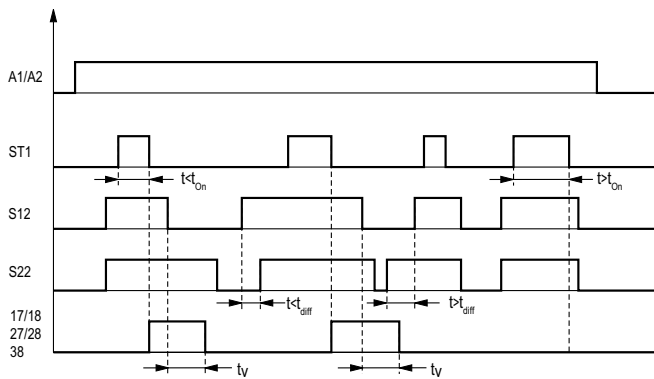 A1/A2
ST1
t<tOn
t>tOn
S12
S22
t<tdiff
t>tdiff
17/18
27/28
38
tV
tV